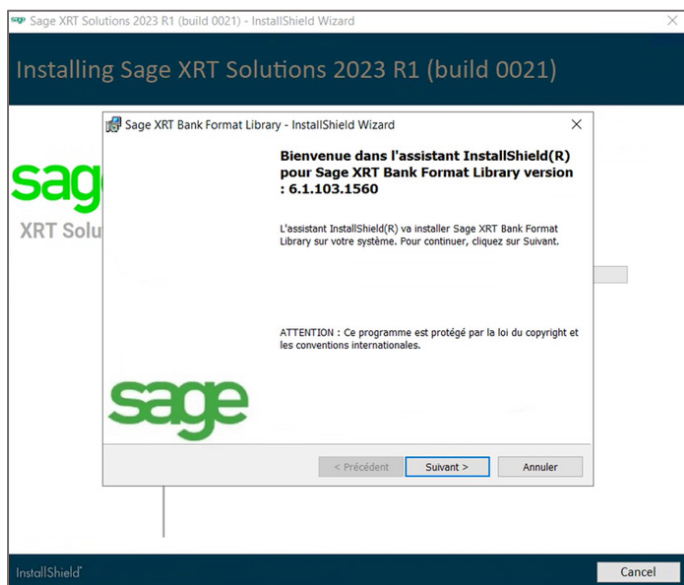 Sage XRT Solutions 2023 R1 (build 0021) - InstallShield Wizard
Installing Sage XRT Solutions 2023 R1 (build 0021)
Sage XRT Bank Format Library - InstallShield Wizard
Bienvenue dans l'assistant InstallShield(R)
pour Sage XRT Bank Format Library version
: 6.1.103.1560
sag
XRT Solu
L'assistant InstallShield(R) va installer Sage XRT Bank Format
Library sur votre système. Pour continuer, cliquez sur Suivant.
ATTENTION : Ce programme est protégé par la loi du copyright et
les conventions internationales.
sage
< Précédent
Suivant >
Annuler
InstallShield
Cancel